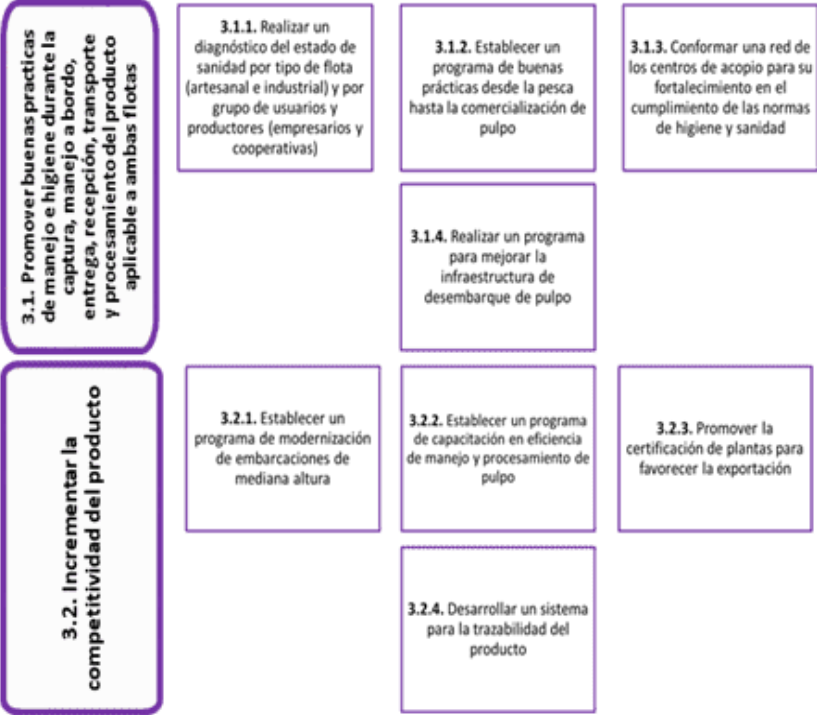 3.1. Promover buenas practicas
de manejo e higiene durante la
captura, manejo a bordo,
entrega, recepción, transporte
y procesamiento del producto
aplicable a ambas flotas
3.1.1. Realizar un
diagnóstico del estado de
sanidad por tipo de flota
(artesanal e industrial) y por
grupo de usuarios y
productores (empresarios y
cooperativas)
3.1.2. Establecer un
programa de buenas
prácticas desde la pesca
hasta la comercialización de
pulpo
3.1.3. Conformar una red de
los centros de acopio para su
fortalecimiento en el
cumplimiento de las normas
de higiene y sanidad
3.1.4. Realizar un programa
para mejorar la
infraestructura de
desembarque de pulpo
3.2. Incrementar la
competitividad del producto
3.2.1. Establecer un
programa de modernización
de embarcaciones de
mediana altura
3.2.2. Establecer un programa
de capacitación en eficiencia
de manejo y procesamiento de
pulpo
3.2.3. Promover la
certificación de plantas para
favorecer la exportación
3.2.4. Desarrollar un sistema
para la trazabilidad del
producto